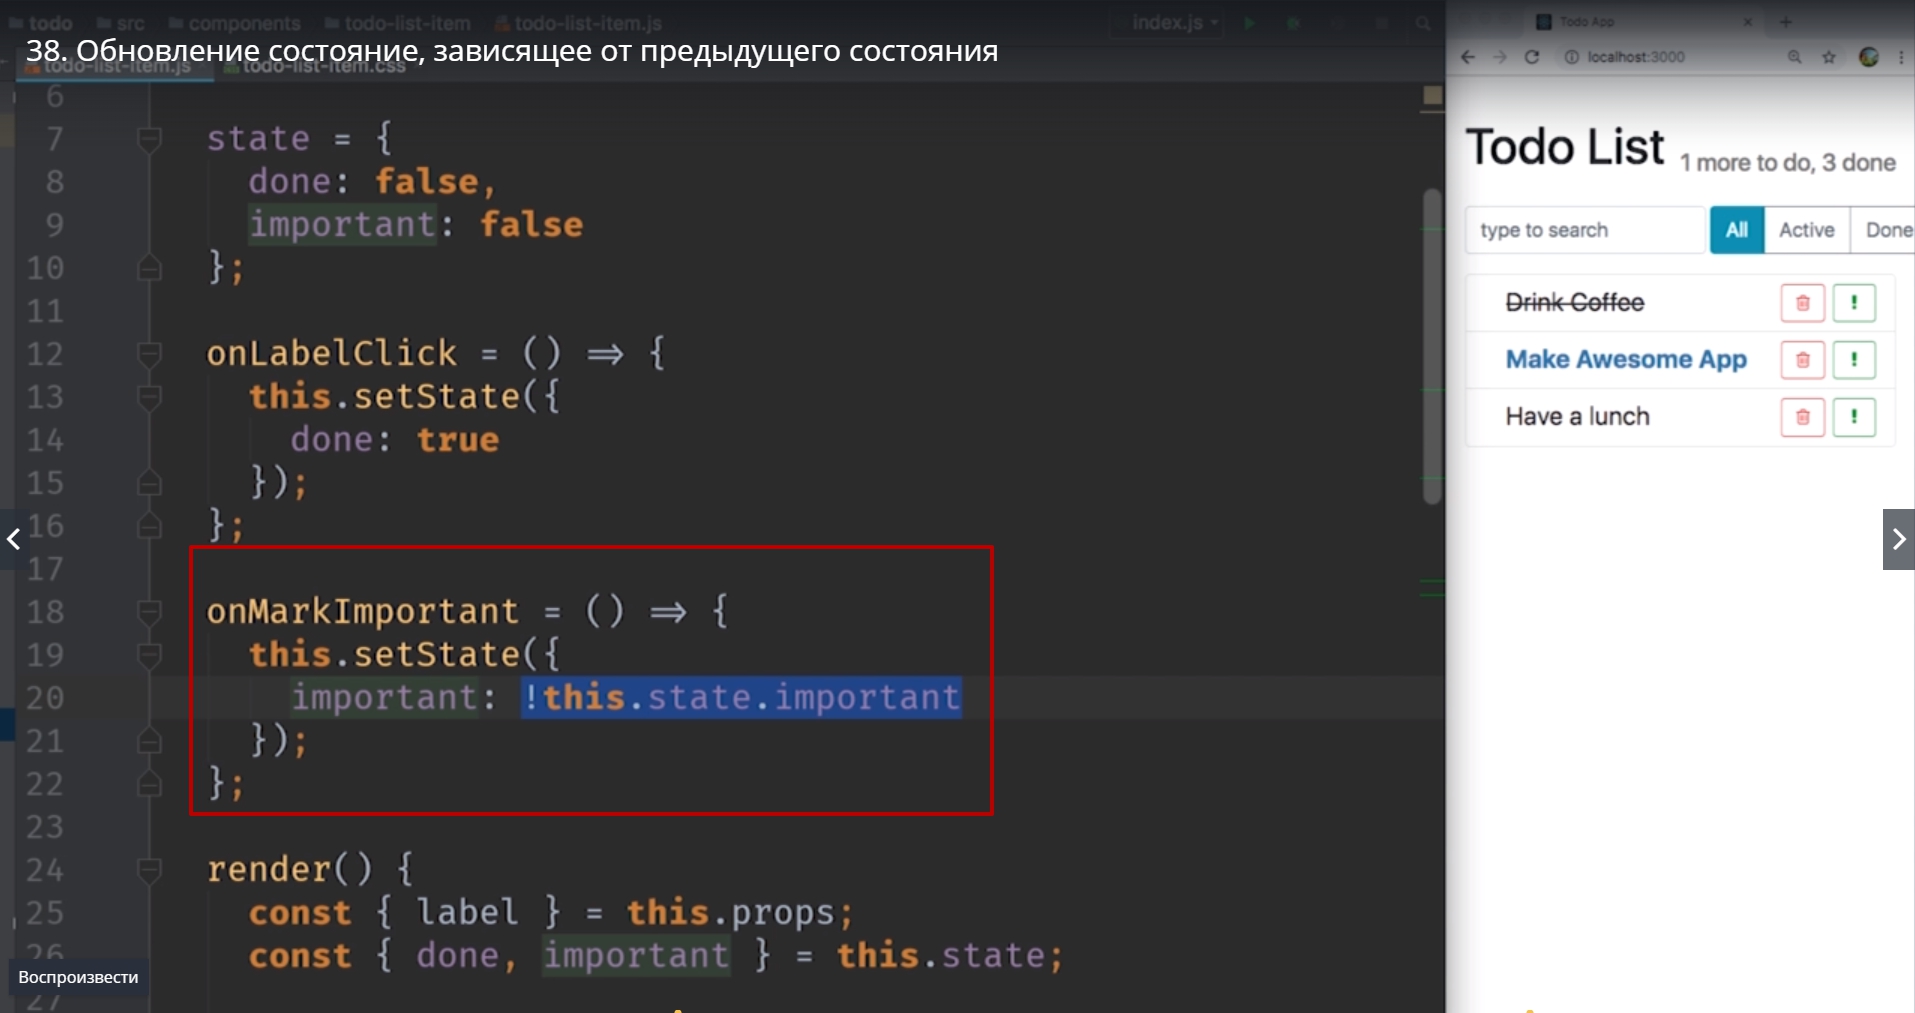 todo src components todo-list-item todo-list-item.js index.js
38. Обновление состояние, зависящее от предыдущего состояния
todo-list-item.js todo-list-item.css
6
7 state = {
8 done: false,
9 important: false
10 };
11
12 onLabelClick = () ⇒ {
13 this.setState({
14 done: true
15 });
16 };
17
18 onMarkImportant = () ⇒ {
19 this.setState({
20 important: !this.state.important
21 });
22 };
23
24 render() {
25 const { label } = this.props;
26 const { done, important } = this.state;
27
Воспроизвести
Todo App
localhost:3000
Todo List 1 more to do, 3 done
type to search All Active Done
Drink Coffee !
Make Awesome App !
Have a lunch !